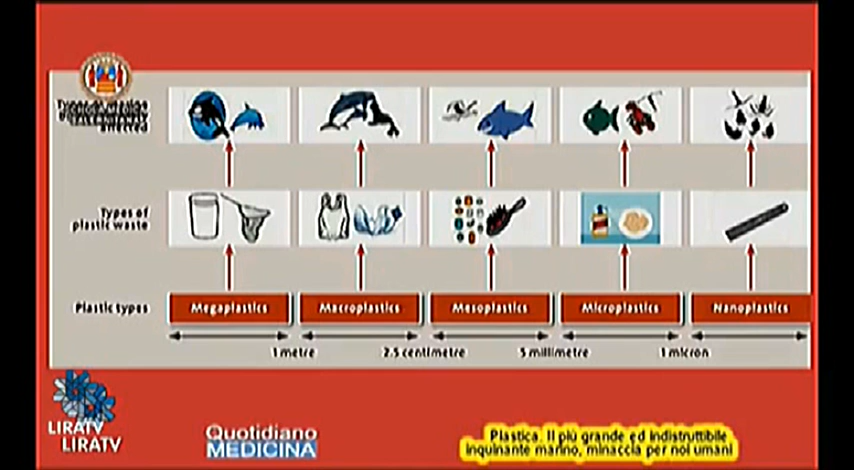 affected
Types of
plastic waste
Plastic types
Megaplastics
Macroplastics
Mesoplastics
Microplastics
Nanoplastics
1 metre
2.5 centimetre
5 millimetre
1 micron
LIRATV
LIRATV
Quotidiano
MEDICINA
Plastica. Il più grande ed indistruttibile
inquinante marino, minaccia per noi umani